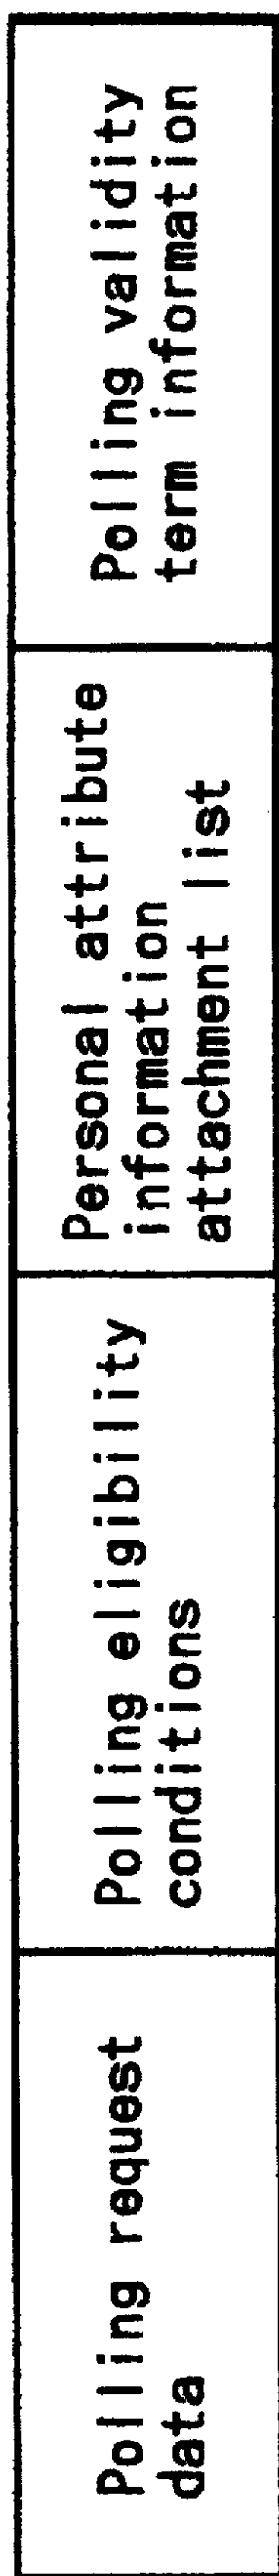 Polling request
data
Polling eligibility
conditions
Personal attribute
information
attachment list
Polling validity
term information